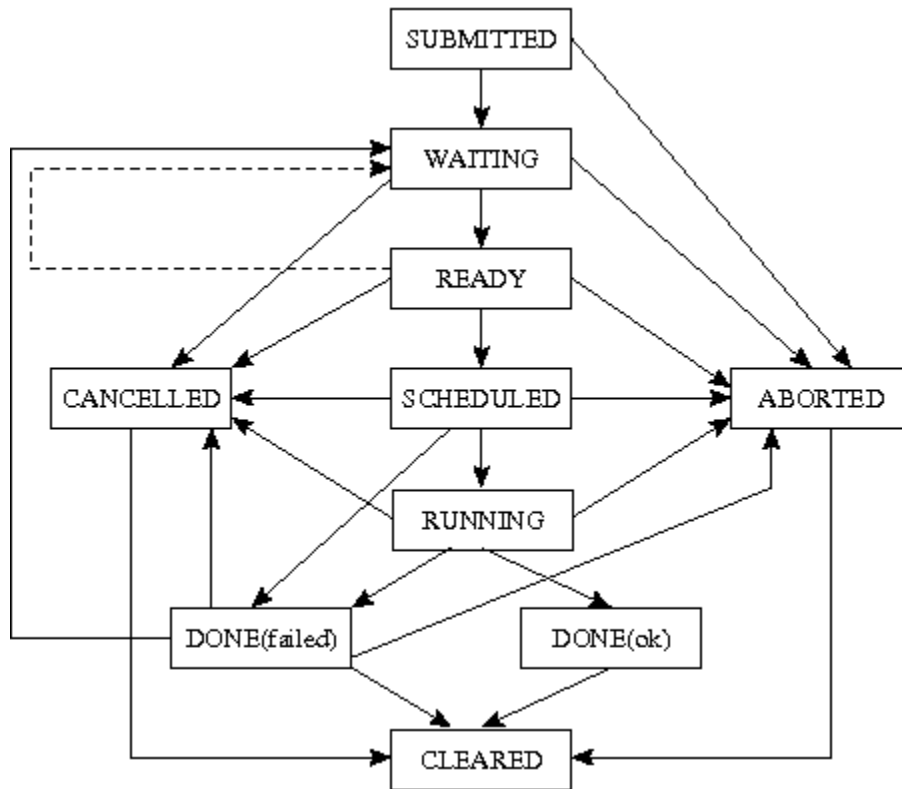 SUBMITTED
WAITING
READY
CANCELLED
SCHEDULED
ABORTED
RUNNING
DONE(failed)
DONE(ok)
CLEARED